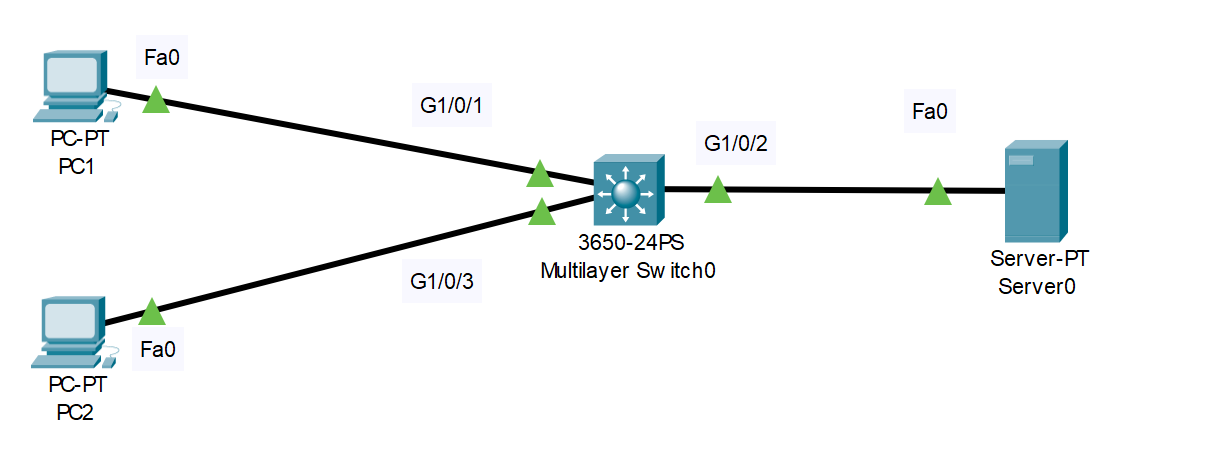 Fa0
PC-PT
PC1
G1/0/1
G1/0/2
Fa0
3650-24PS
Multilayer Switch0
Server-PT
Server0
G1/0/3
Fa0
PC-PT
PC2